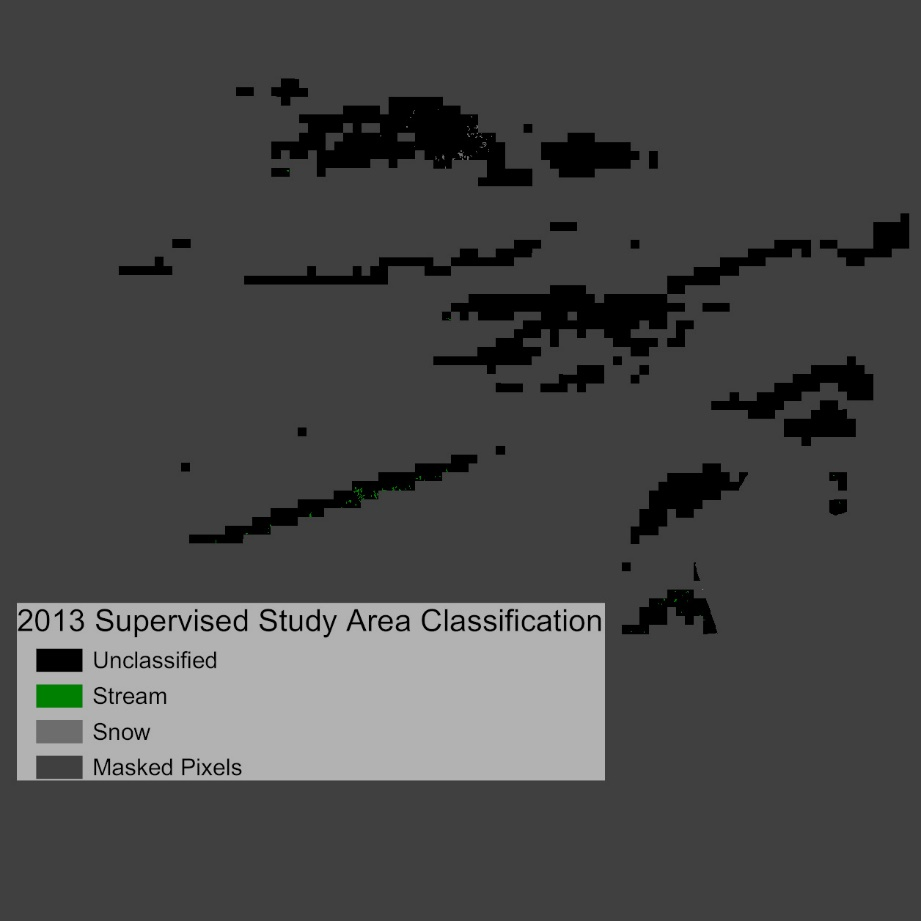 2013 Supervised Study Area Classification
Unclassified
Stream
Snow
Masked Pixels